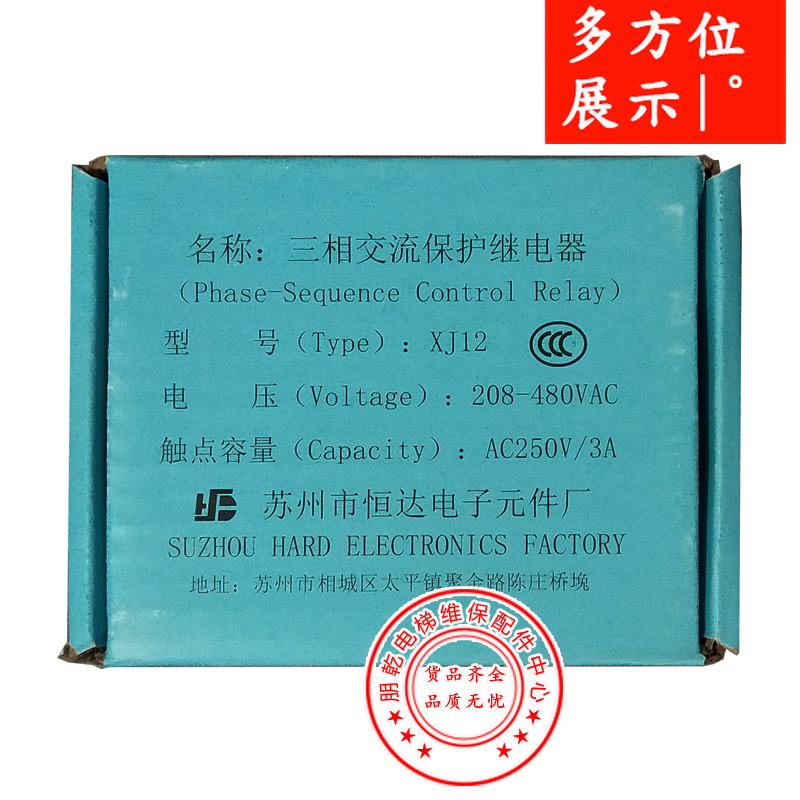 多方位
展示|°
名称：三相交流保护继电器
（Phase-Sequence Control Relay）
型 号（Type）：XJ12
电 压（Voltage）：208-480VAC
触点容量（Capacity）：AC250V/3A
苏州市恒达电子元件厂
SUZHOU HARD ELECTRONICS FACTORY
地址：苏州市相城区太平镇聚金路陈庄桥堍
朋乾电梯维保配件中心
货品齐全
品质无忧